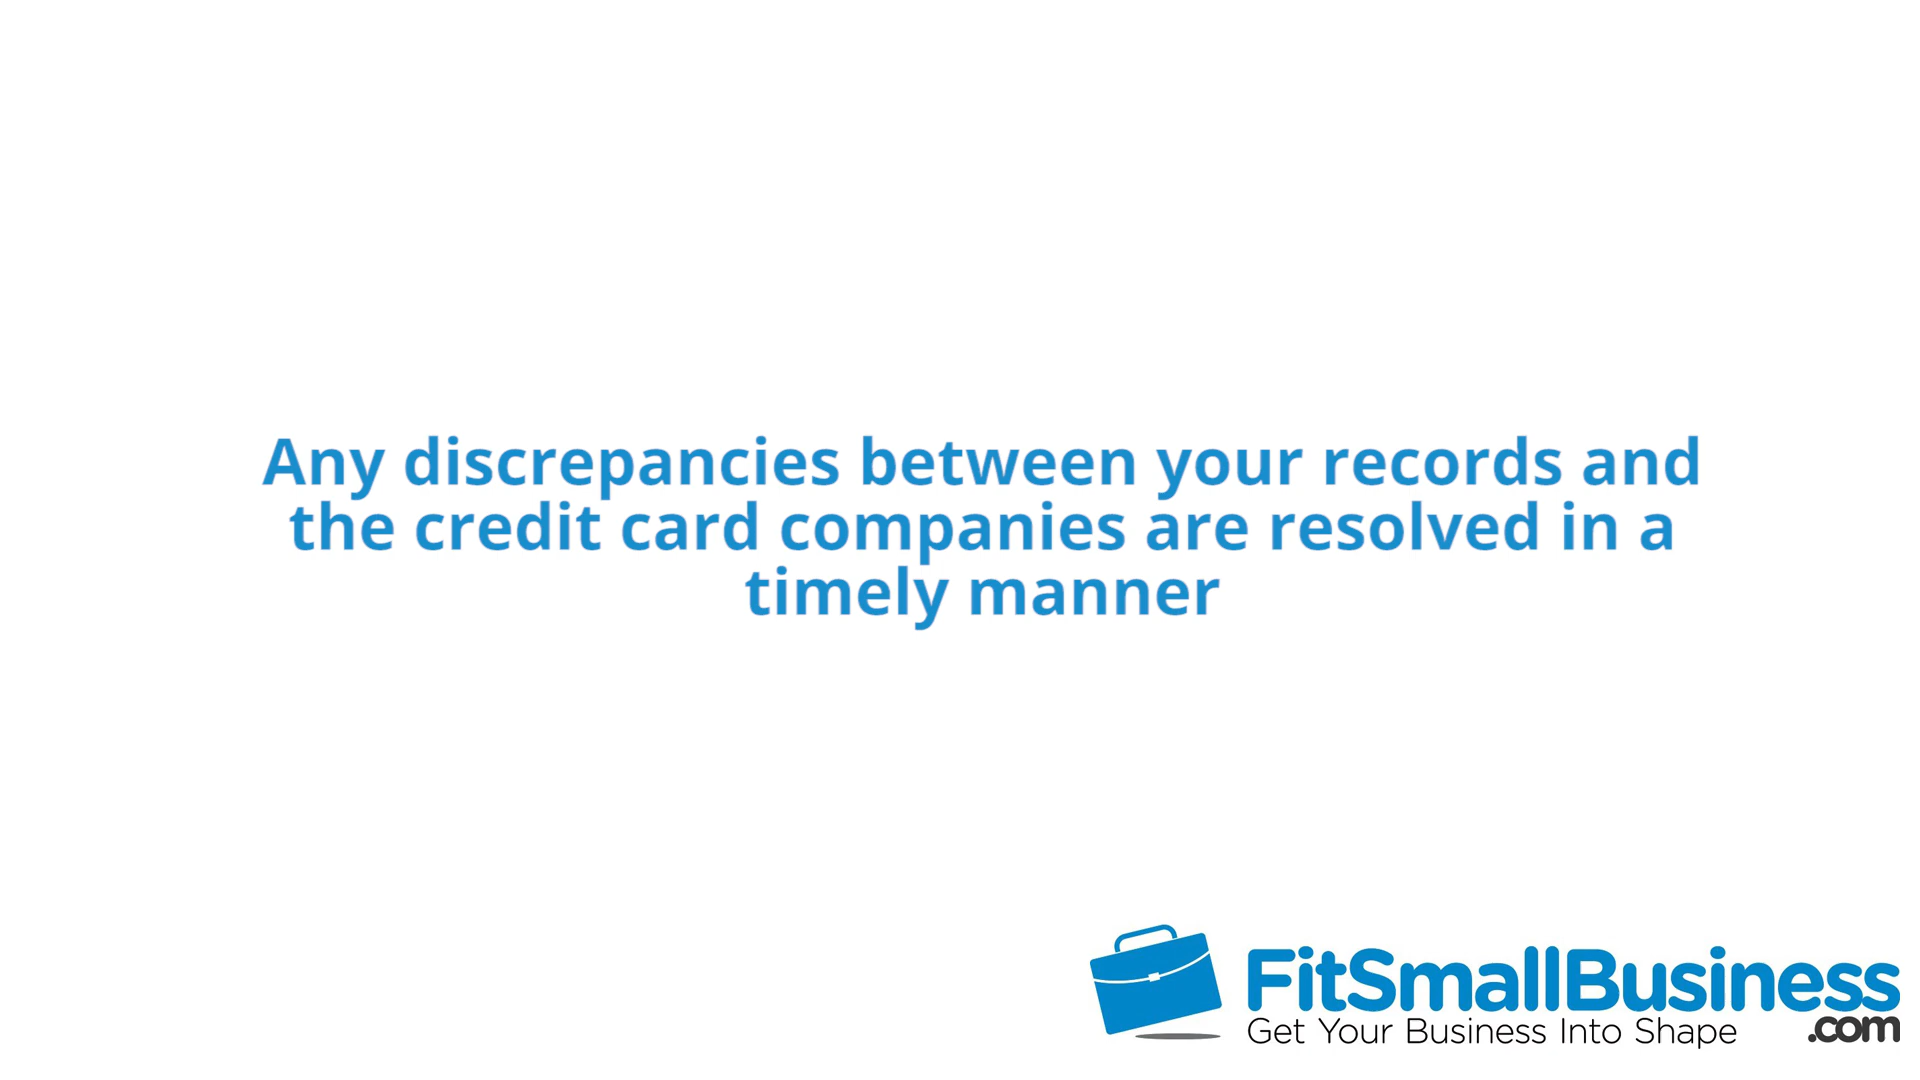 Any discrepancies between your records and
the credit card companies are resolved in a
timely manner
FitSmallBusiness
Get Your Business Into Shape
.com